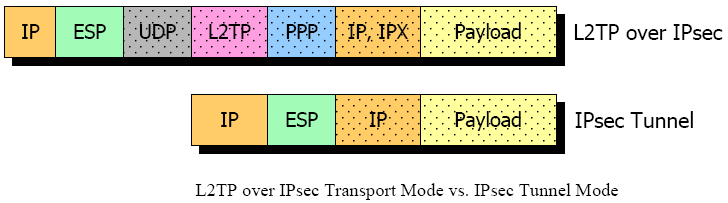 IP ESP UDP L2TP PPP IP, IPX Payload L2TP over IPsec
IP ESP IP Payload IPsec Tunnel
L2TP over IPsec Transport Mode vs. IPsec Tunnel Mode